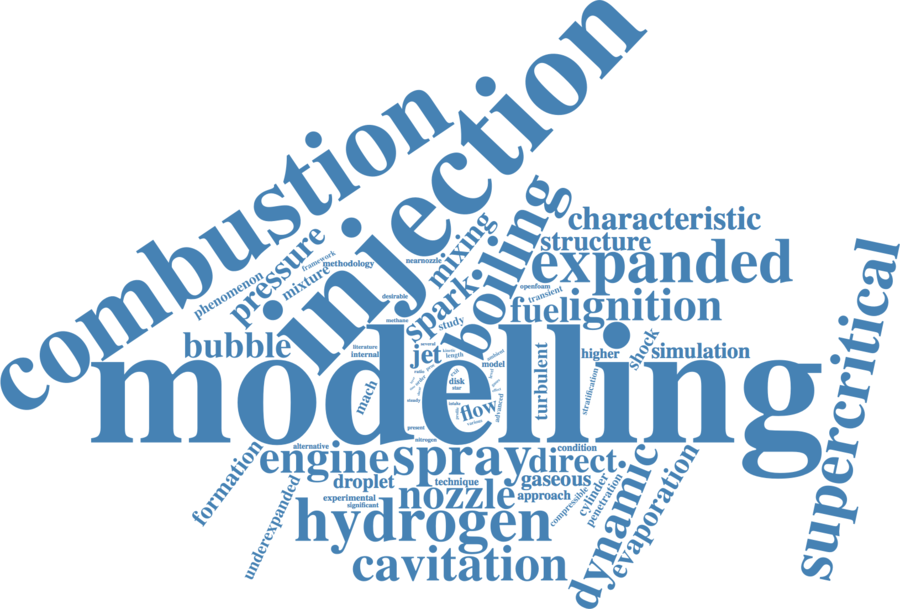 combustion
injection
modelling
boiling
characteristic
structure
expanded
supercritical
mixing
pressure
framework
methodology
mixture
phenomenon
nearnozzle
desirable
methane
spark
study
openfoam
transient
fuel
ignition
bubble
literature
internal
jet
several
length
model
disk
star
flow
mach
turbulent
higher
shock
simulation
stratification
advanced
present
nitrogen
formation
alternative
engine
spray
direct
condition
droplet
technique
gaseous
underexpanded
experimental
significant
nozzle
approach
compressible
cylinder
penetration
dynamic
evaporation
hydrogen
cavitation